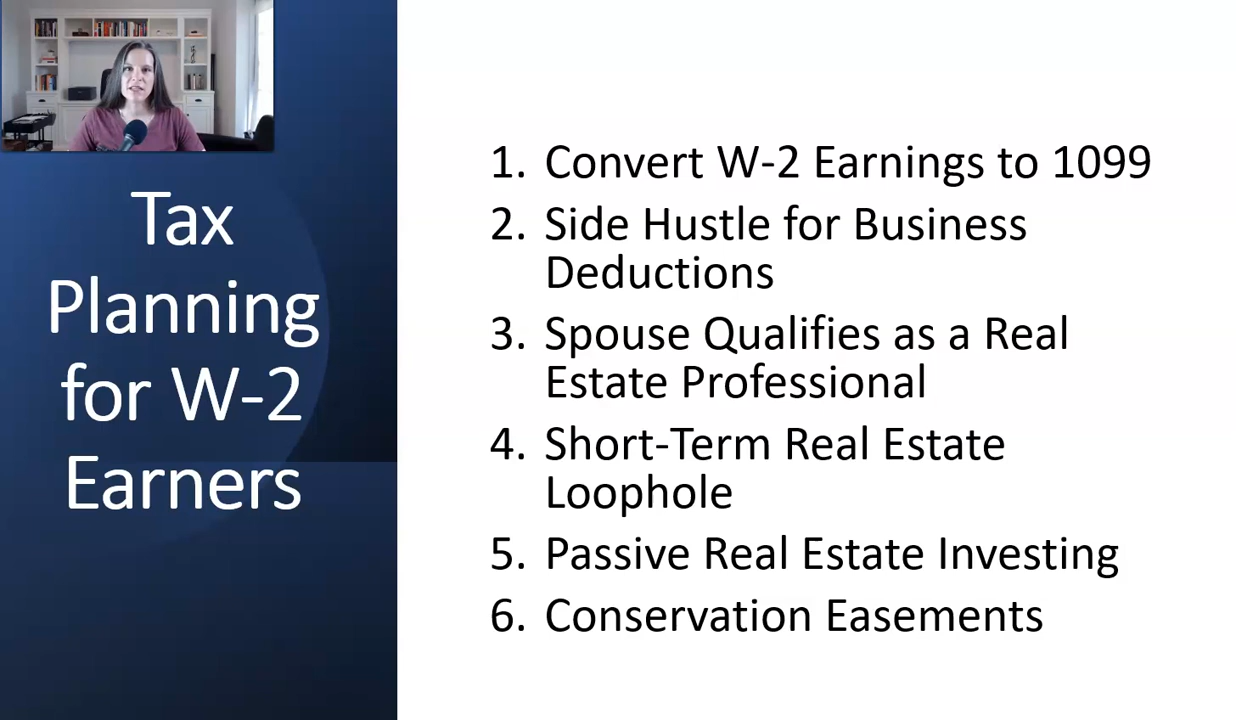 Tax
Planning
for W-2
Earners
1. Convert W-2 Earnings to 1099
2. Side Hustle for Business
Deductions
3. Spouse Qualifies as a Real
Estate Professional
4. Short-Term Real Estate
Loophole
5. Passive Real Estate Investing
6. Conservation Easements